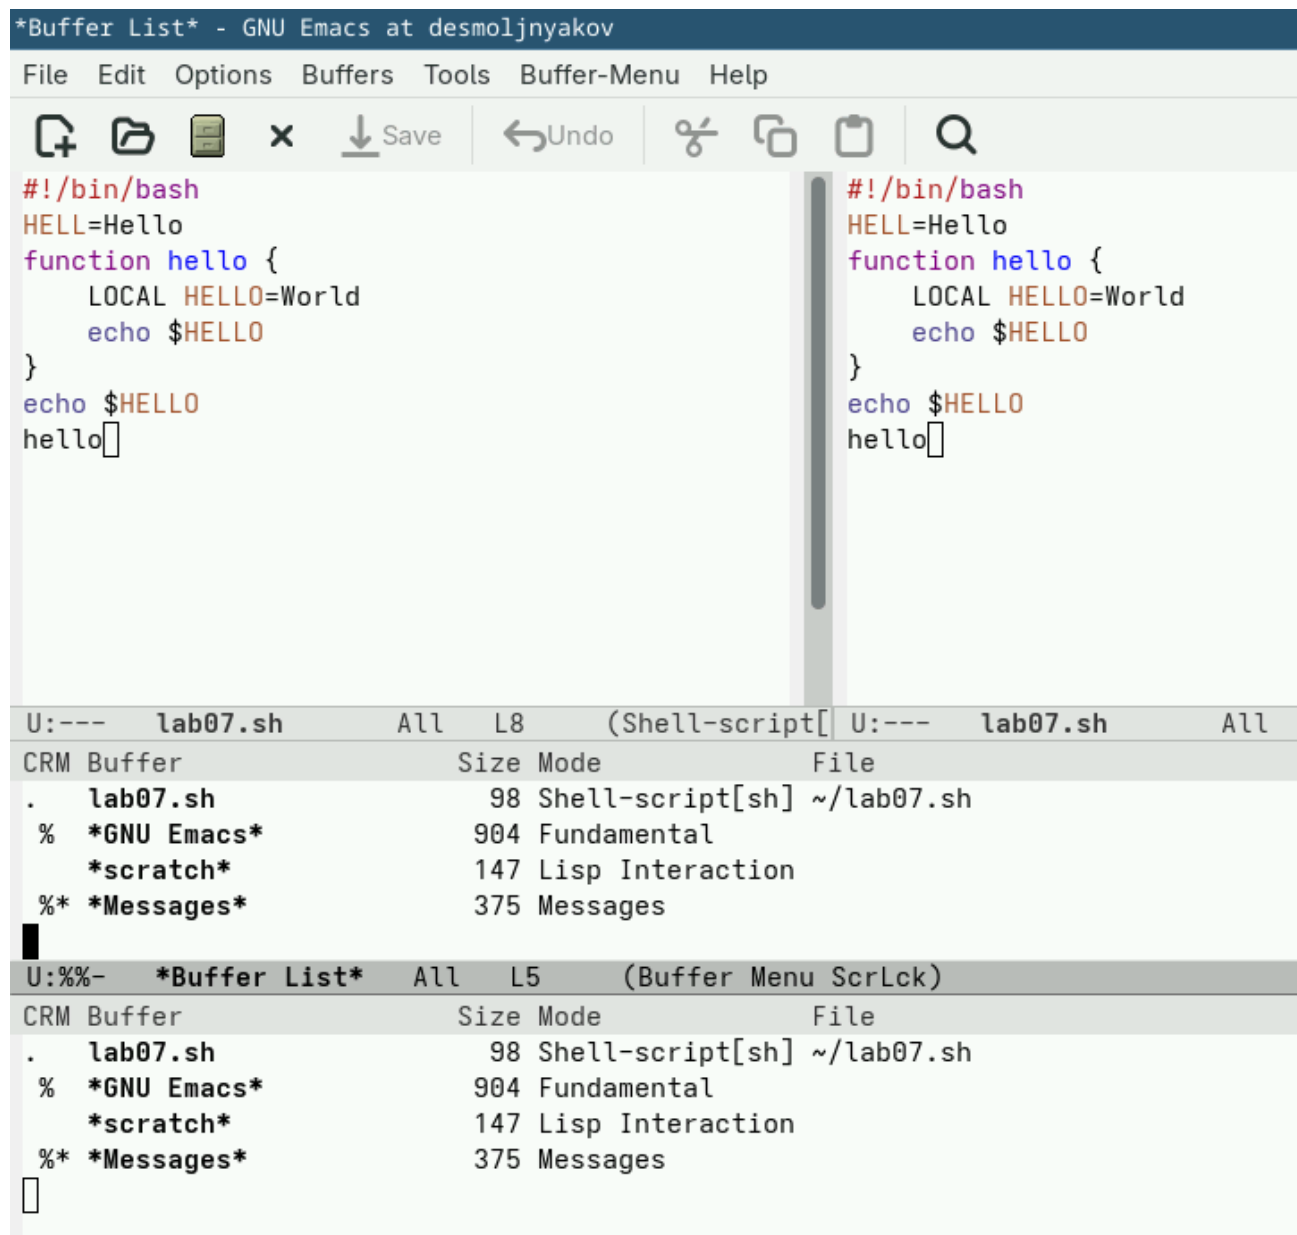 *Buffer List* - GNU Emacs at desmoljnyakov
File Edit Options Buffers Tools Buffer-Menu Help
Save Undo
#!/bin/bash
HELL=Hello
function hello {
    LOCAL HELLO=World
    echo $HELLO
}
echo $HELLO
hello
U:--- lab07.sh All L8 (Shell-script[
#!/bin/bash
HELL=Hello
function hello {
    LOCAL HELLO=World
    echo $HELLO
}
echo $HELLO
hello
U:--- lab07.sh All
CRM Buffer Size Mode File
. lab07.sh 98 Shell-script[sh] ~/lab07.sh
% *GNU Emacs* 904 Fundamental
*scratch* 147 Lisp Interaction
%* *Messages* 375 Messages
U:%%- *Buffer List* All L5 (Buffer Menu ScrLck)
CRM Buffer Size Mode File
. lab07.sh 98 Shell-script[sh] ~/lab07.sh
% *GNU Emacs* 904 Fundamental
*scratch* 147 Lisp Interaction
%* *Messages* 375 Messages